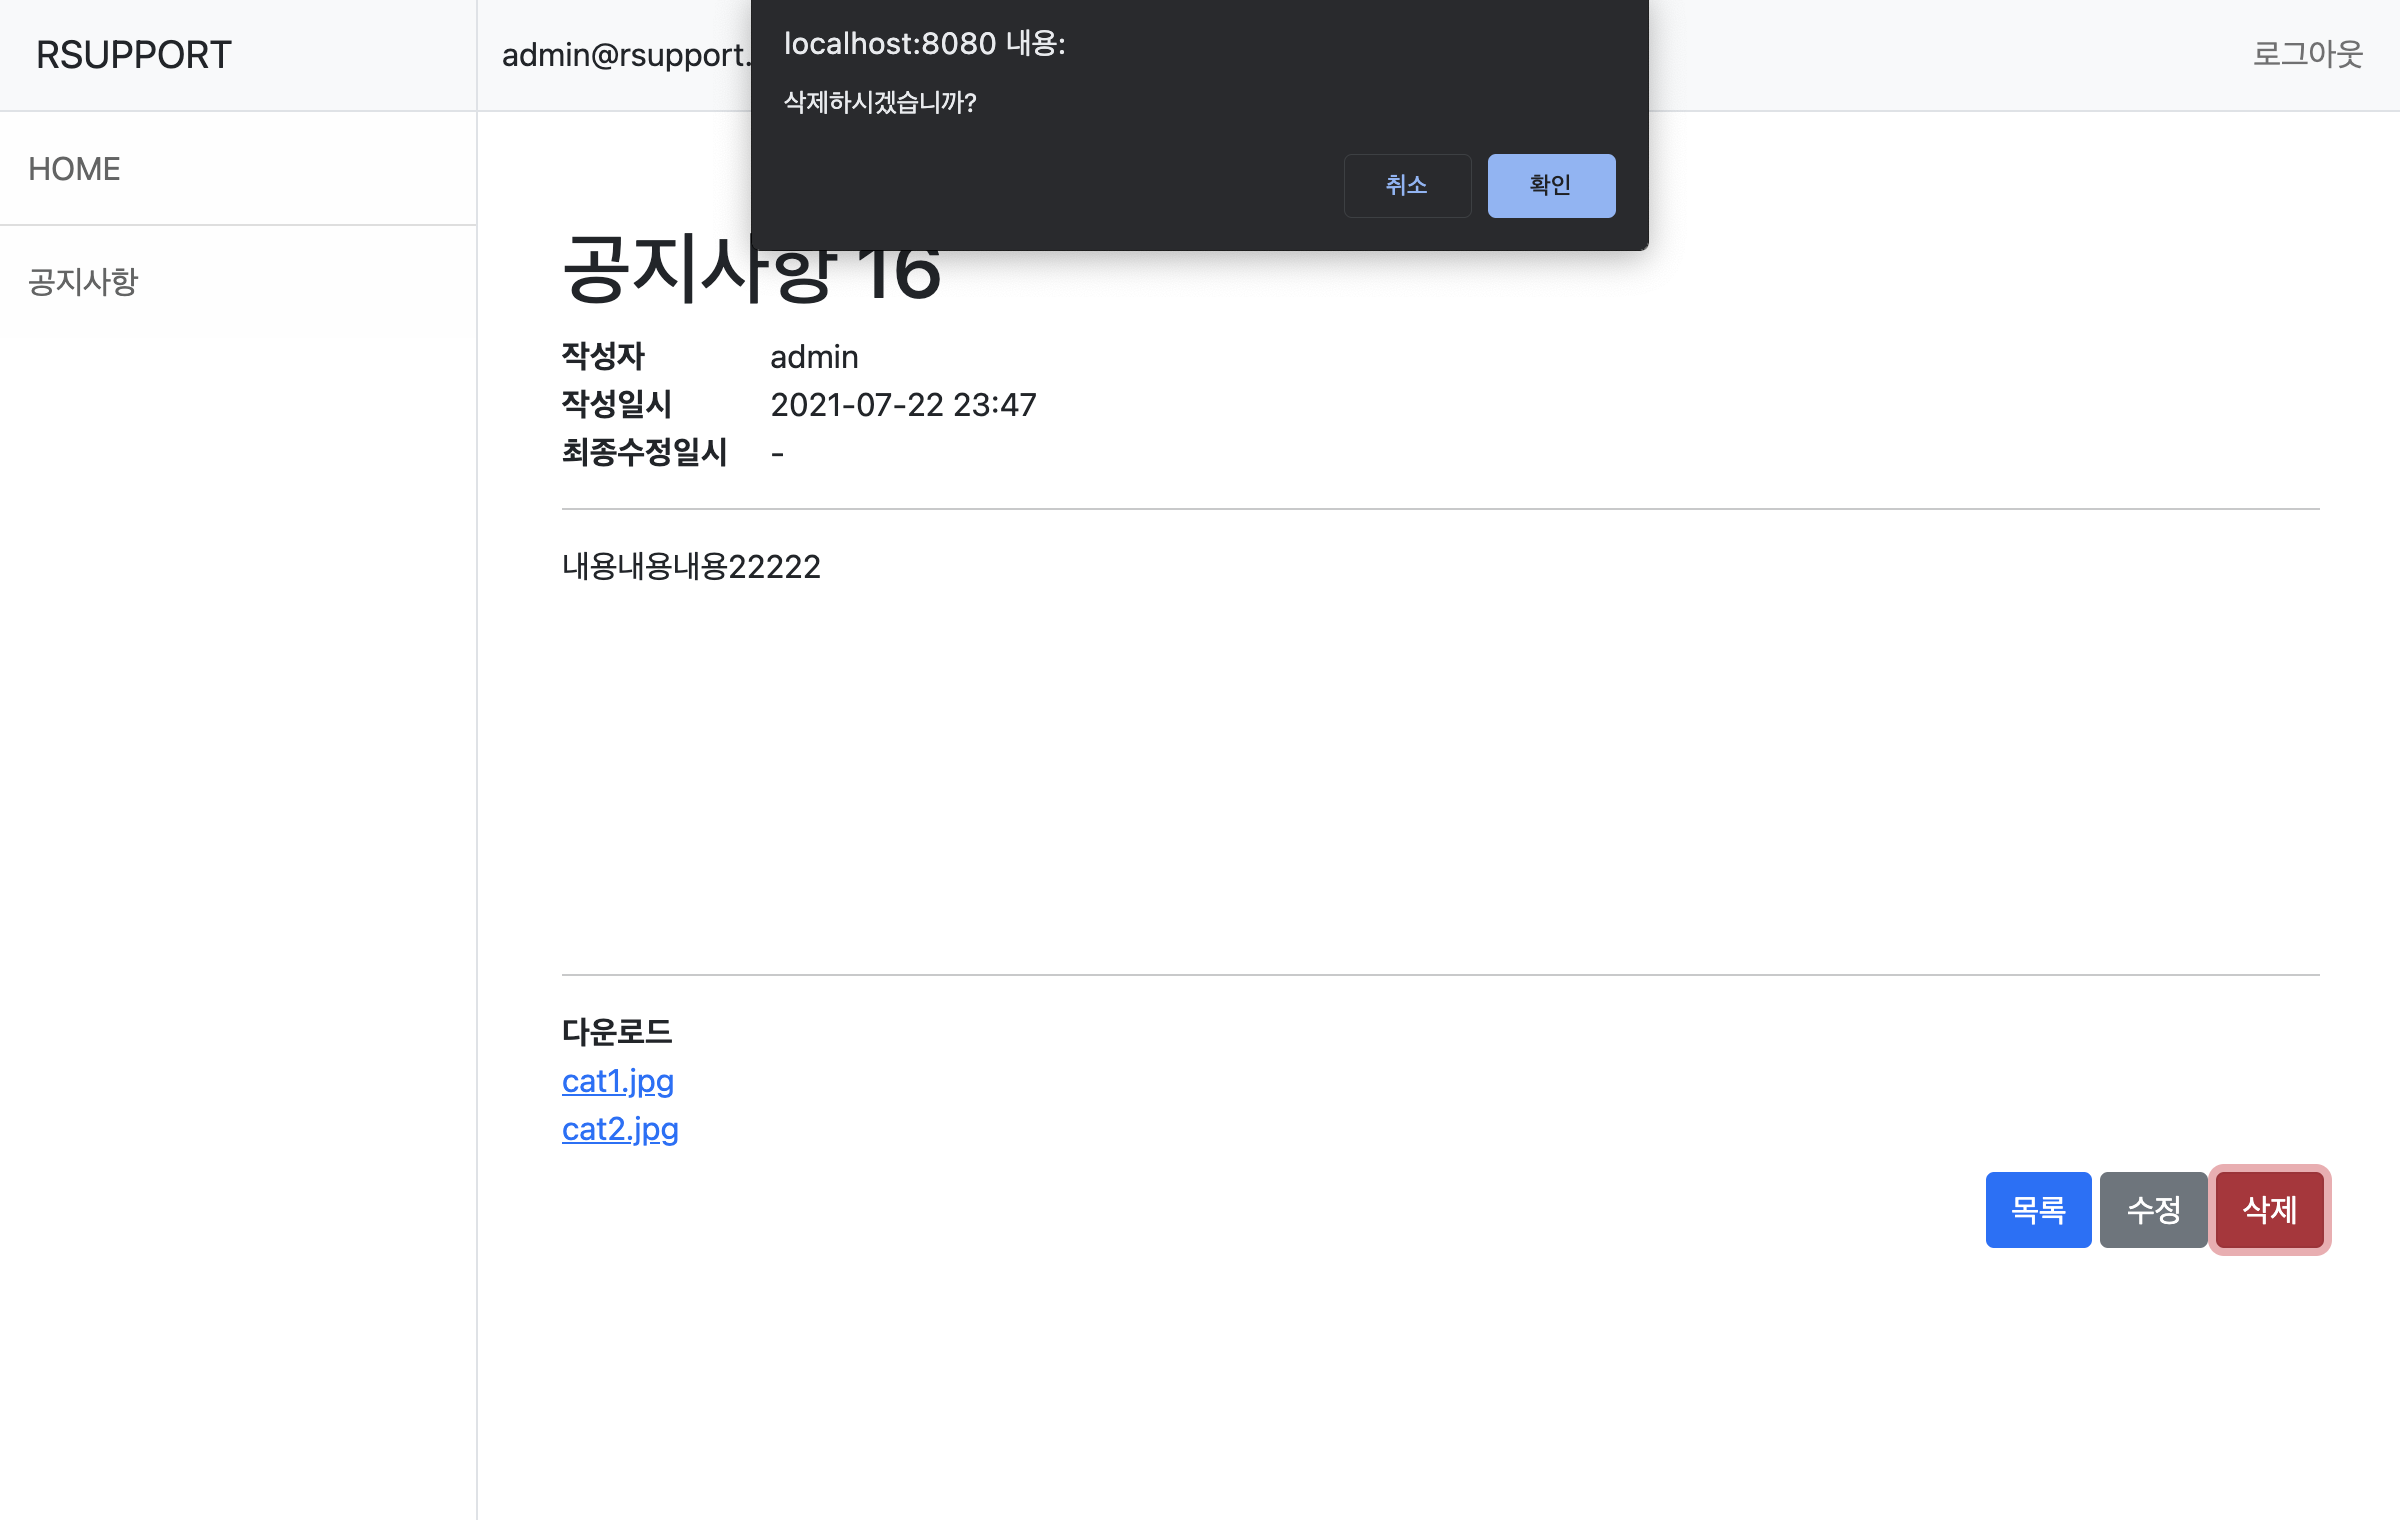 RSUPPORT
admin@rsupport.
로그아웃
localhost:8080 내용:
삭제하시겠습니까?
취소
확인
HOME
공지사항
공지사항 16
작성자 admin
작성일시 2021-07-22 23:47
최종수정일시 -
내용내용내용22222
다운로드
cat1.jpg
cat2.jpg
목록
수정
삭제